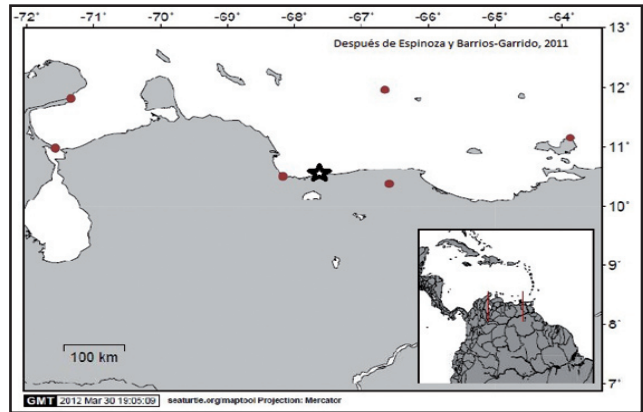 -72° -71° -70° -69° -68° -67° -66° -65° -64°
13°
Después de Espinoza y Barrios-Garrido, 2011
12°
11°
10°
9°
8°
7°
100 km
GMT 2012 Mar 30 19:05:09 seaturtle.org/maptool Projection: Mercator